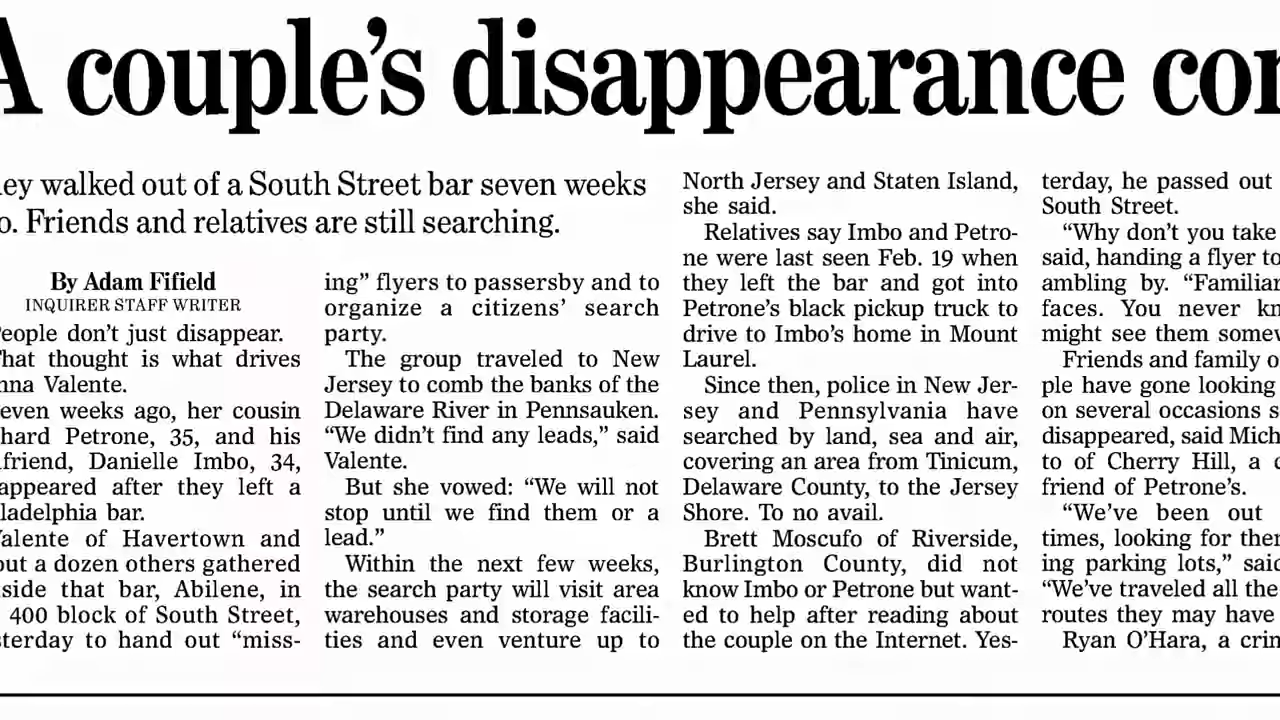 A couple's disappearance con
ey walked out of a South Street bar seven weeks
o. Friends and relatives are still searching.
By Adam Fifield
INQUIRER STAFF WRITER
eople don't just disappear.
hat thought is what drives
nna Valente.
even weeks ago, her cousin
hard Petrone, 35, and his
friend, Danielle Imbo, 34,
appeared after they left a
ladelphia bar.
alente of Havertown and
out a dozen others gathered
side that bar, Abilene, in
400 block of South Street,
sterday to hand out “miss-
ing” flyers to passersby and to
organize a citizens' search
party.
The group traveled to New
Jersey to comb the banks of the
Delaware River in Pennsauken.
“We didn't find any leads,” said
Valente.
But she vowed: “We will not
stop until we find them or a
lead.”
Within the next few weeks,
the search party will visit area
warehouses and storage facili-
ties and even venture up to
North Jersey and Staten Island,
she said.
Relatives say Imbo and Petro-
ne were last seen Feb. 19 when
they left the bar and got into
Petrone's black pickup truck to
drive to Imbo's home in Mount
Laurel.
Since then, police in New Jer-
sey and Pennsylvania have
searched by land, sea and air,
covering an area from Tinicum,
Delaware County, to the Jersey
Shore. To no avail.
Brett Moscufo of Riverside,
Burlington County, did not
know Imbo or Petrone but want-
ed to help after reading about
the couple on the Internet. Yes-
terday, he passed out
South Street.
“Why don't you take
said, handing a flyer to
ambling by. “Familiar
faces. You never kn
might see them somew
Friends and family o
ple have gone looking
on several occasions s
disappeared, said Mich
to of Cherry Hill, a c
friend of Petrone's.
“We've been out
times, looking for ther
ing parking lots,” said
“We've traveled all the
routes they may have
Ryan O'Hara, a crin